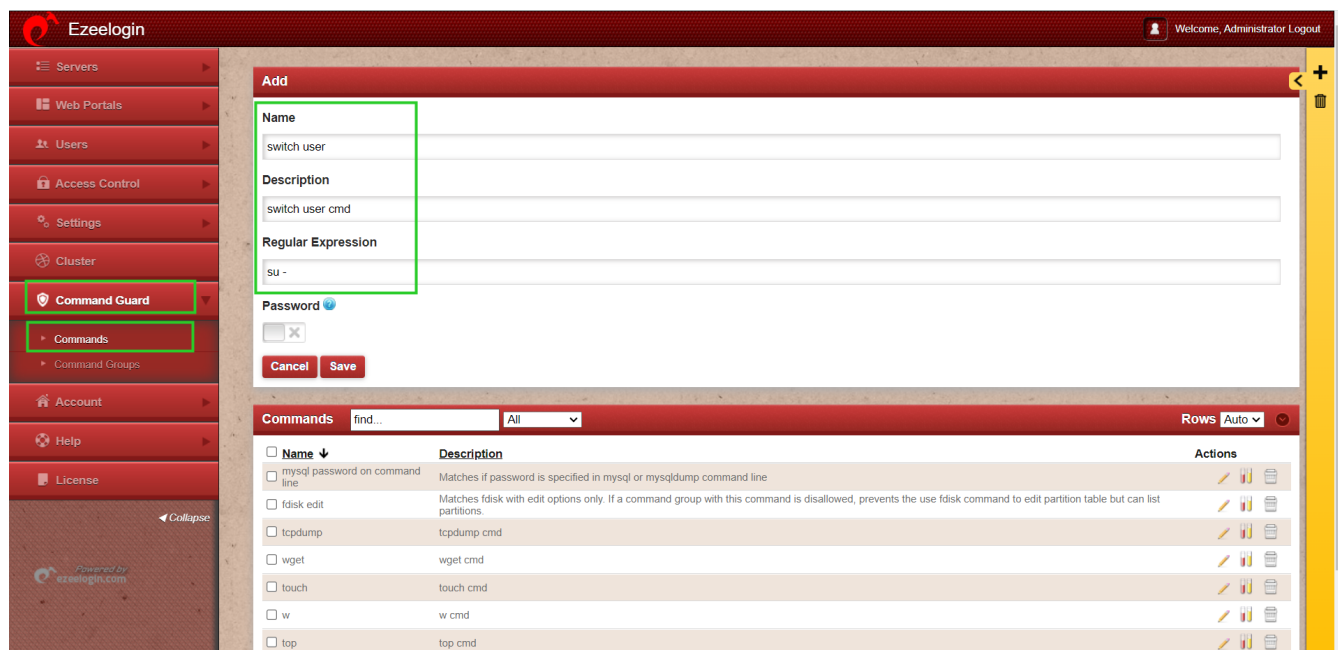 Ezeelogin
Welcome, Administrator Logout
Servers
Web Portals
Users
Access Control
Settings
Cluster
Command Guard
Commands
Command Groups
Account
Help
License
Collapse
Powered by
ezeelogin.com
Add
Name
switch user
Description
switch user cmd
Regular Expression
su -
Password
Cancel Save
Commands find... All Rows Auto
Name Description Actions
mysql password on command
line
Matches if password is specified in mysql or mysqldump command line
fdisk edit
Matches fdisk with edit options only. If a command group with this command is disallowed, prevents the use fdisk command to edit partition table but can list
partitions.
tcpdump tcpdump cmd
wget wget cmd
touch touch cmd
w w cmd
top top cmd